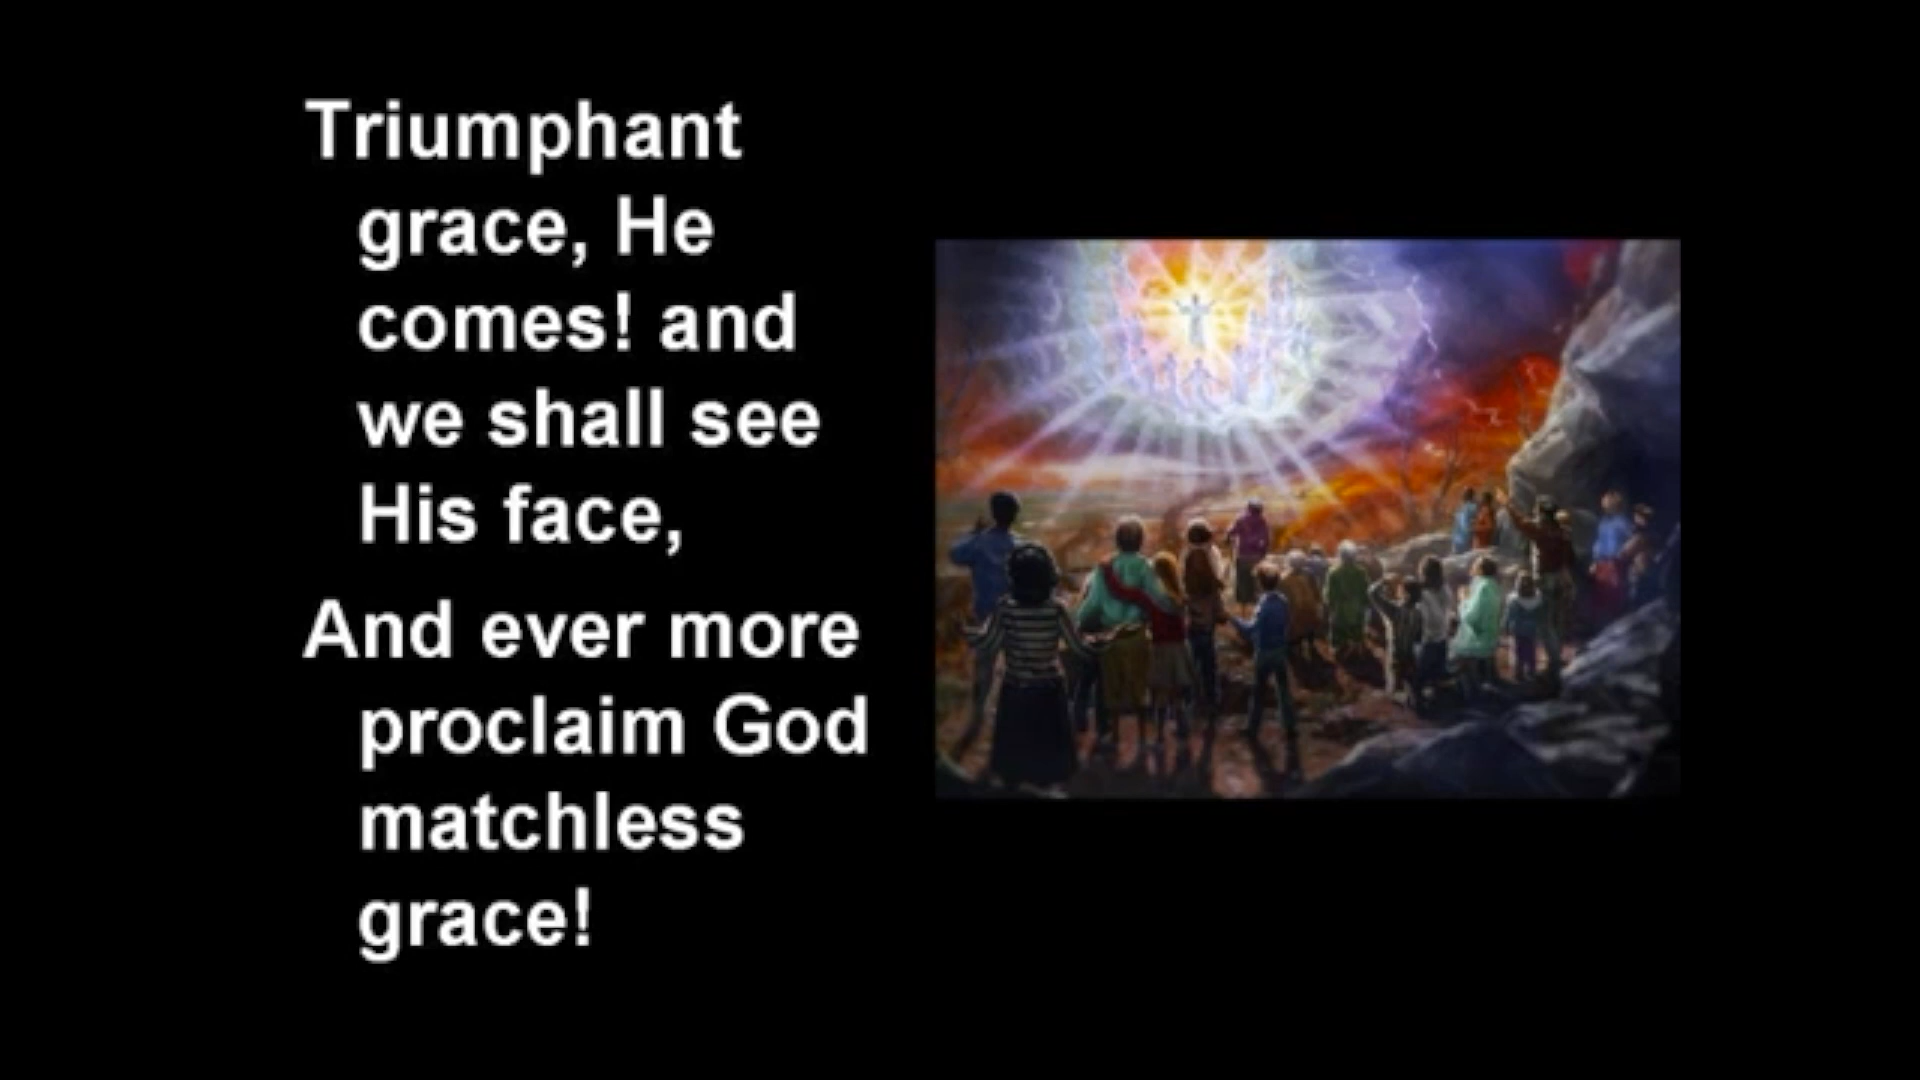 Triumphant
grace, He
comes! and
we shall see
His face,
And ever more
proclaim God
matchless
grace!